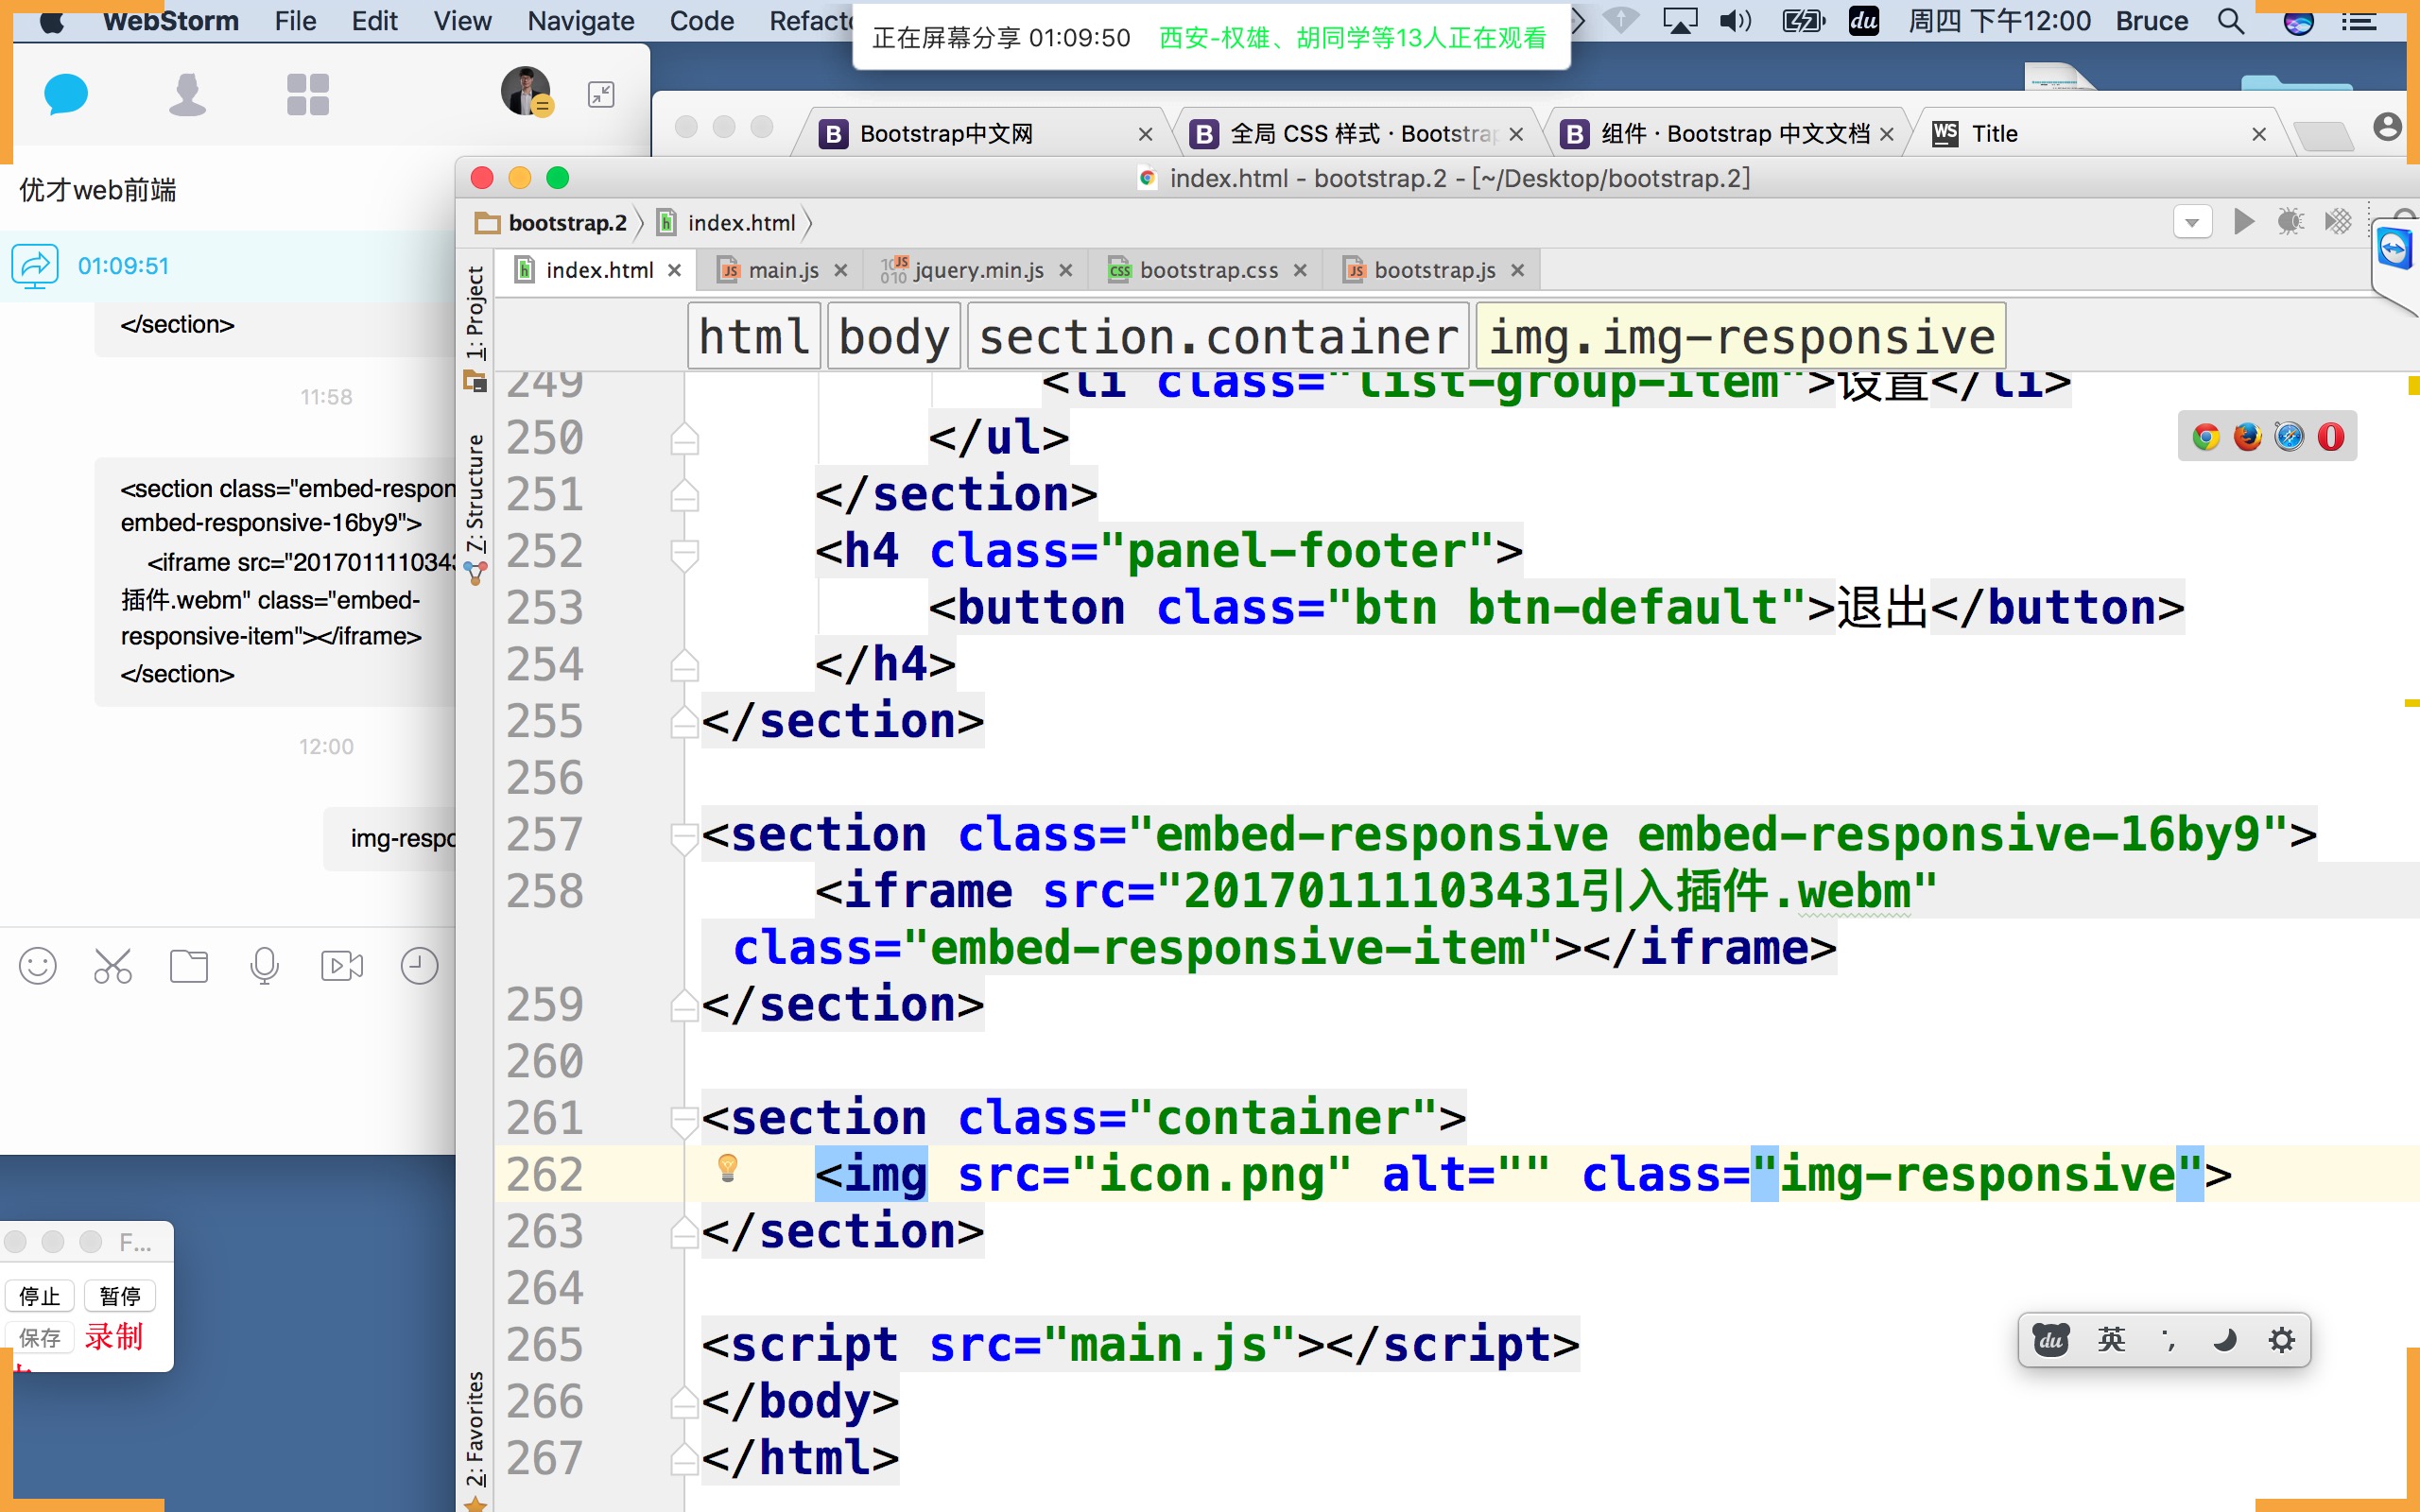 WebStorm File Edit View Navigate Code
正在屏幕分享 01:09:50 西安-权雄、胡同学等13人正在观看
周四 下午12:00 Bruce
优才web前端
01:09:51
</section>
11:58
<section class="embed-respon
embed-responsive-16by9">
<iframe src="20170111103431
插件.webm" class="embed-
responsive-item"></iframe>
</section>
12:00
img-respo
F...
停止 暂停
保存 录制
Bootstrap中文网
全局 CSS 样式 · Bootstrap
组件 · Bootstrap 中文文档
WS Title
index.html - bootstrap.2 - [~/Desktop/bootstrap.2]
bootstrap.2 index.html
index.html main.js jquery.min.js bootstrap.css bootstrap.js
1: Project
7: Structure
2: Favorites
html body section.container img.img-responsive
249 <li class="list-group-item">设置</li>
250 </ul>
251 </section>
252 <h4 class="panel-footer">
253 <button class="btn btn-default">退出</button>
254 </h4>
255 </section>
256
257 <section class="embed-responsive embed-responsive-16by9">
258 <iframe src="20170111103431引入插件.webm"
class="embed-responsive-item"></iframe>
259 </section>
260
261 <section class="container">
262 <img src="icon.png" alt="" class="img-responsive">
263 </section>
264
265 <script src="main.js"></script>
266 </body>
267 </html>
du 英